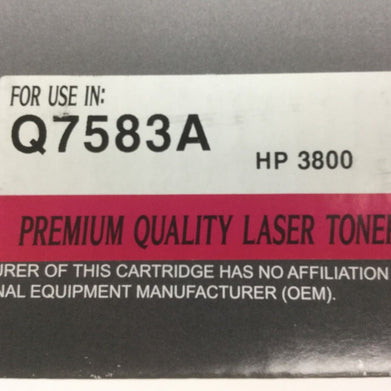 FOR USE IN:
Q7583A
HP 3800
PREMIUM QUALITY LASER TONE
URER OF THIS CARTRIDGE HAS NO AFFILIATION
NAL EQUIPMENT MANUFACTURER (OEM).